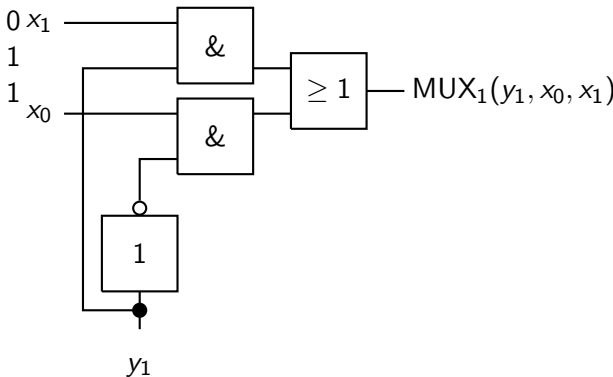 0 x₁
1
1
x₀
&
&
≥ 1
MUX₁(y₁, x₀, x₁)
1
y₁